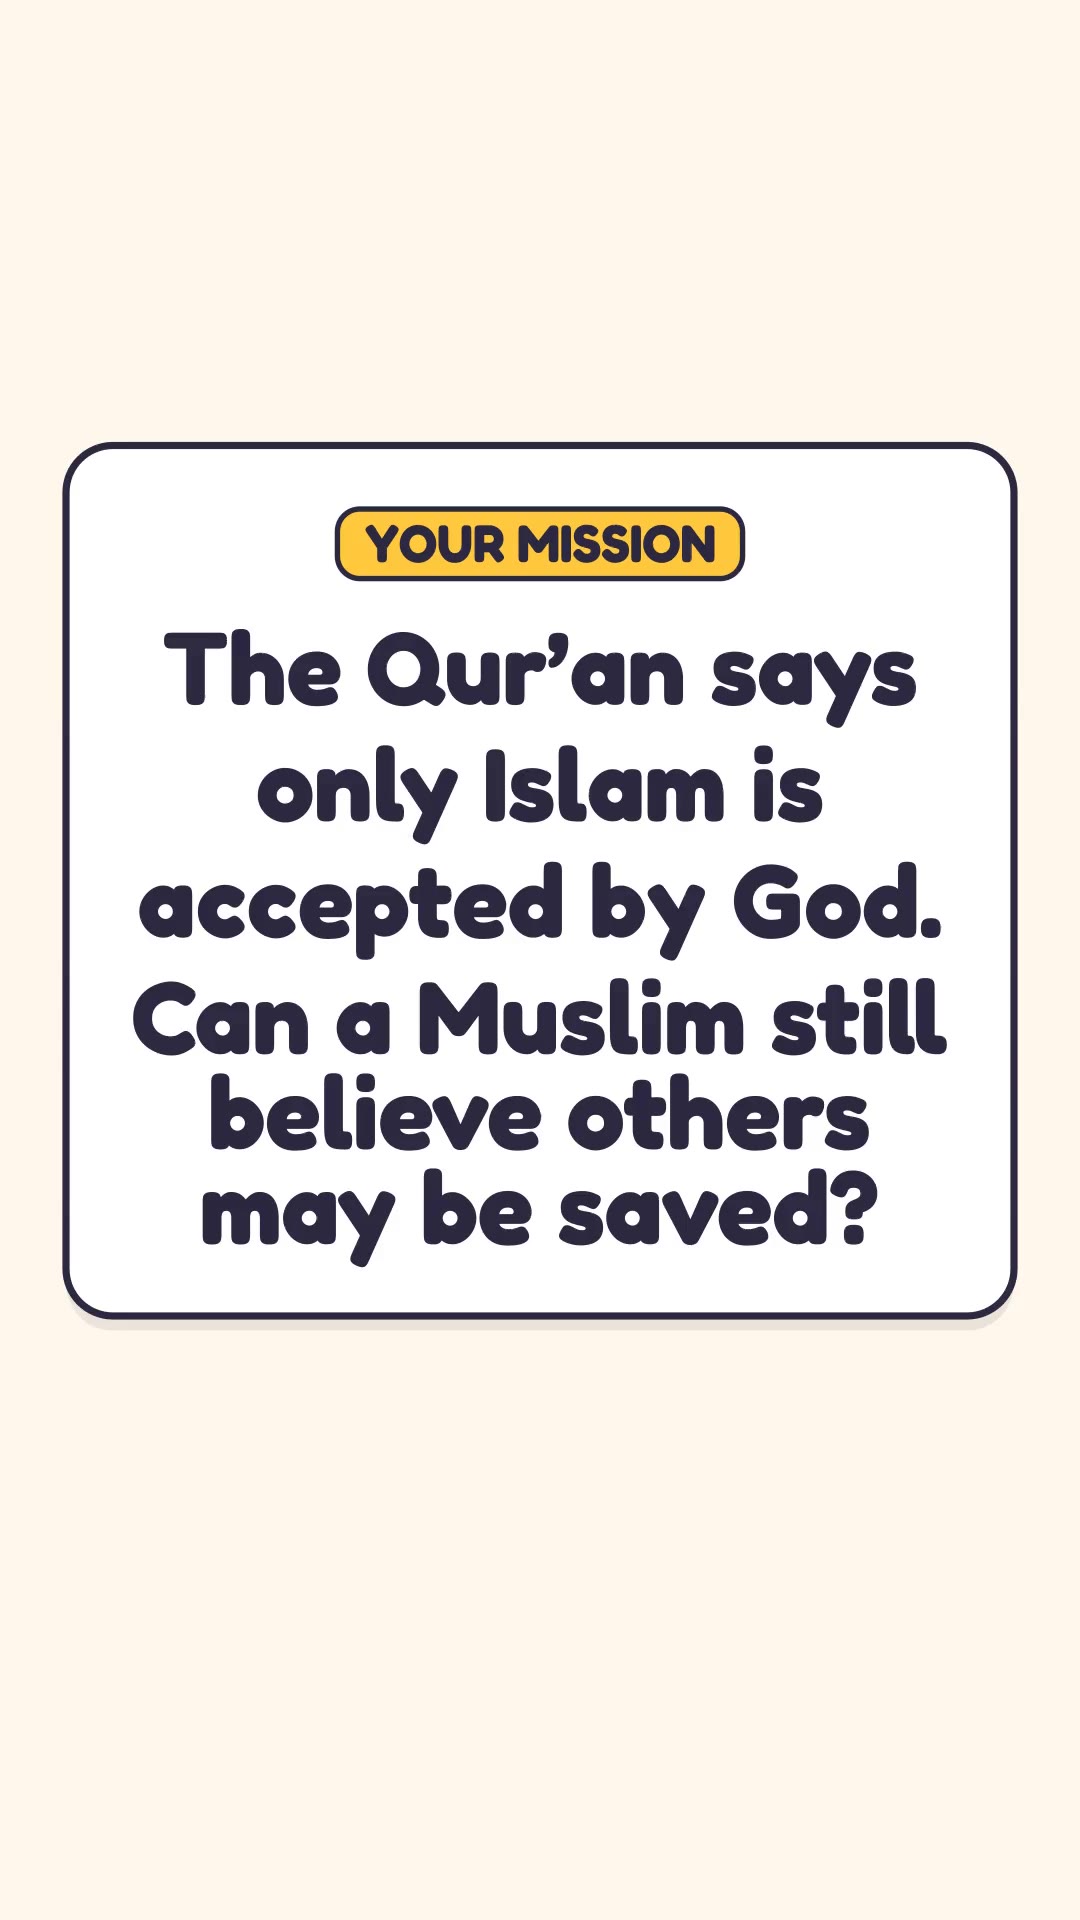 YOUR MISSION
The Qur’an says
only Islam is
accepted by God.
Can a Muslim still
believe others
may be saved?